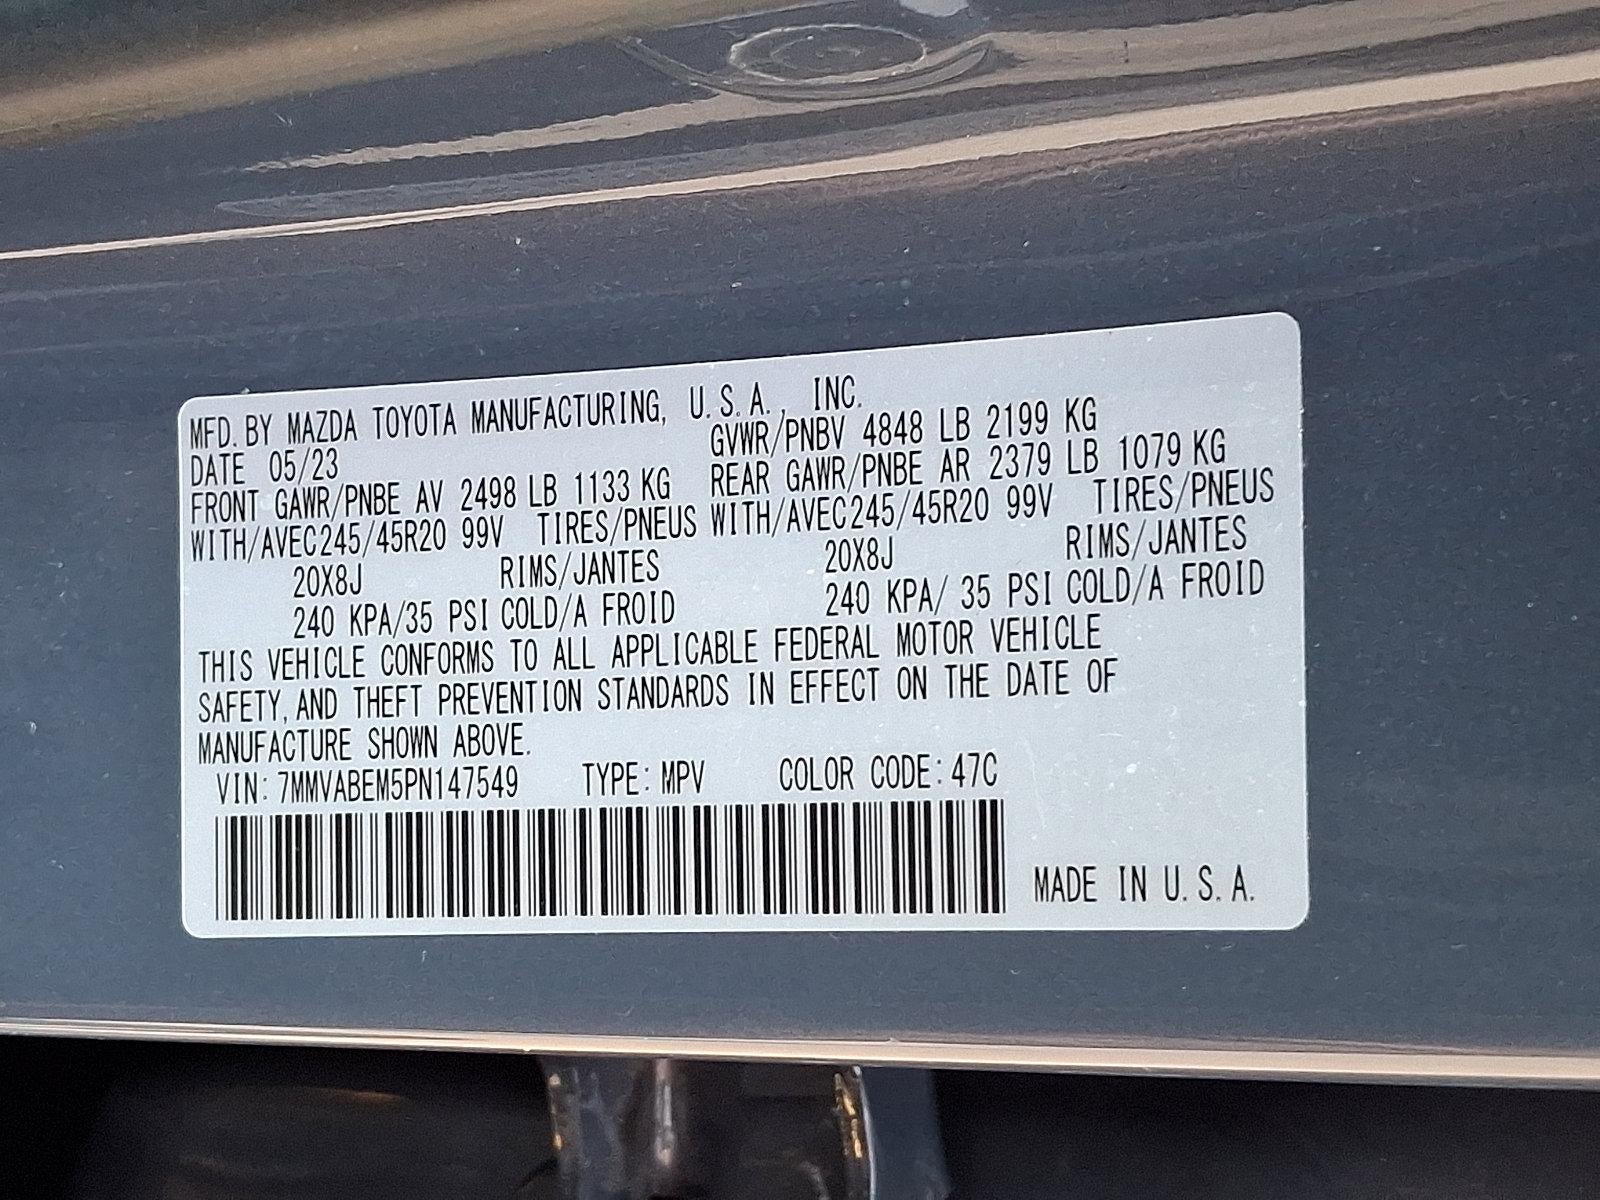 MFD. BY MAZDA TOYOTA MANUFACTURING, U.S.A., INC.
DATE 05/23 GVWR/PNBV 4848 LB 2199 KG
FRONT GAWR/PNBE AV 2498 LB 1133 KG REAR GAWR/PNBE AR 2379 LB 1079 KG
WITH/AVEC245/45R20 99V TIRES/PNEUS WITH/AVEC245/45R20 99V TIRES/PNEUS
20X8J RIMS/JANTES 20X8J RIMS/JANTES
240 KPA/35 PSI COLD/A FROID 240 KPA/ 35 PSI COLD/A FROID
THIS VEHICLE CONFORMS TO ALL APPLICABLE FEDERAL MOTOR VEHICLE
SAFETY, AND THEFT PREVENTION STANDARDS IN EFFECT ON THE DATE OF
MANUFACTURE SHOWN ABOVE.
VIN: 7MMVABEM5PN147549 TYPE: MPV COLOR CODE: 47C
MADE IN U.S.A.